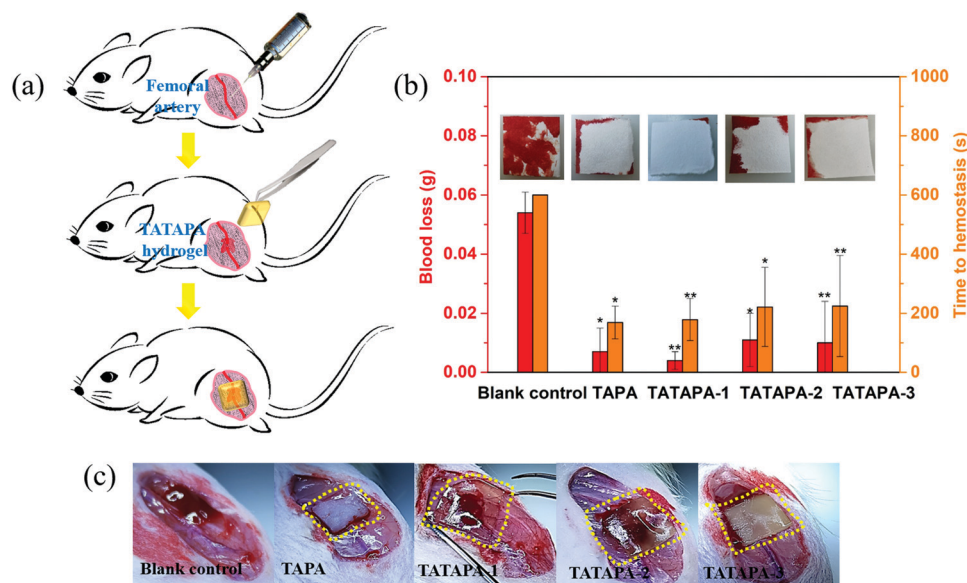 (a)
Femoral
artery
TATAPA
hydrogel
(b)
Blood loss (g)
0.10
0.08
0.06
0.04
0.02
0.00
1000
800
600
400
200
0
Time to hemostasis (s)
* *
** **
* *
** **
Blank control TAPA TATAPA-1 TATAPA-2 TATAPA-3
(c)
Blank control TAPA TATAPA-1 TATAPA-2 TATAPA-3